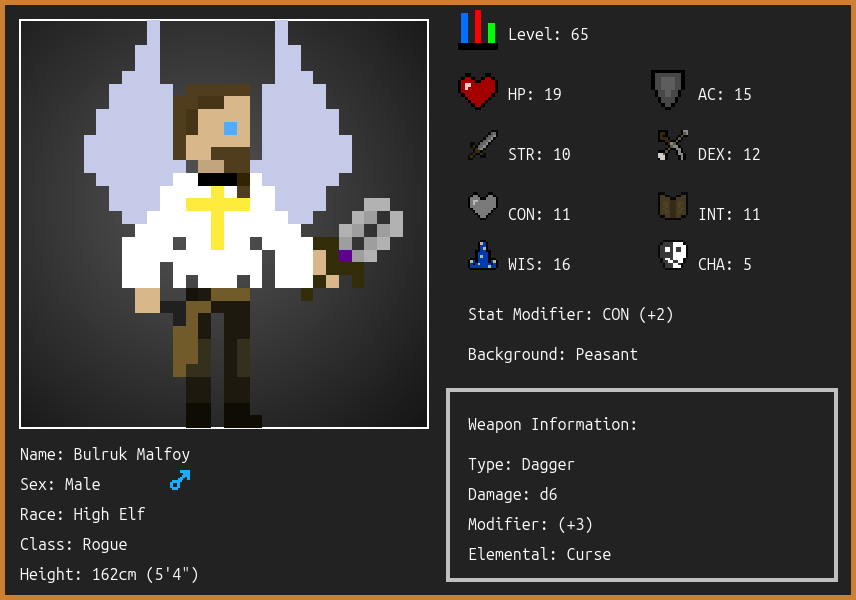 Level: 65
HP: 19
AC: 15
STR: 10
DEX: 12
CON: 11
INT: 11
WIS: 16
CHA: 5
Stat Modifier: CON (+2)
Background: Peasant
Weapon Information:
Type: Dagger
Damage: d6
Modifier: (+3)
Elemental: Curse
Name: Bulruk Malfoy
Sex: Male
Race: High Elf
Class: Rogue
Height: 162cm (5'4")